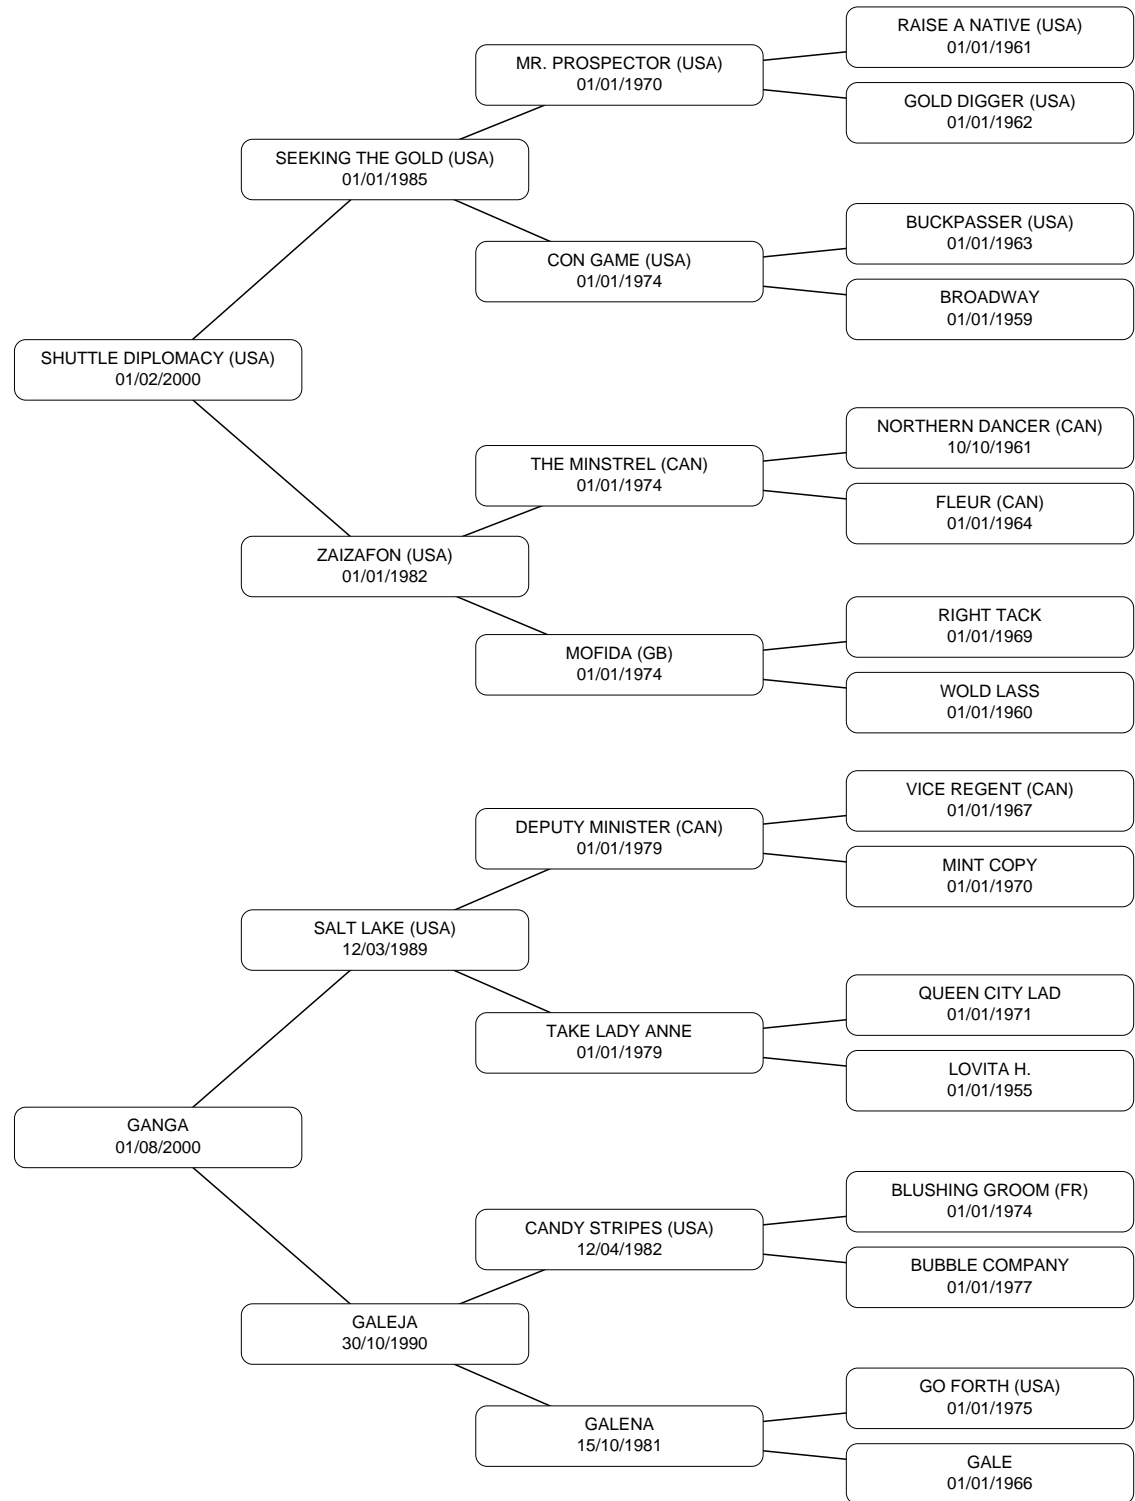 RAISE A NATIVE (USA)
01/01/1961
MR. PROSPECTOR (USA)
01/01/1970
GOLD DIGGER (USA)
01/01/1962
SEEKING THE GOLD (USA)
01/01/1985
BUCKPASSER (USA)
01/01/1963
CON GAME (USA)
01/01/1974
BROADWAY
01/01/1959
SHUTTLE DIPLOMACY (USA)
01/02/2000
NORTHERN DANCER (CAN)
10/10/1961
THE MINSTREL (CAN)
01/01/1974
FLEUR (CAN)
01/01/1964
ZAIZAFON (USA)
01/01/1982
RIGHT TACK
01/01/1969
MOFIDA (GB)
01/01/1974
WOLD LASS
01/01/1960
VICE REGENT (CAN)
01/01/1967
DEPUTY MINISTER (CAN)
01/01/1979
MINT COPY
01/01/1970
SALT LAKE (USA)
12/03/1989
QUEEN CITY LAD
01/01/1971
TAKE LADY ANNE
01/01/1979
LOVITA H.
01/01/1955
GANGA
01/08/2000
BLUSHING GROOM (FR)
01/01/1974
CANDY STRIPES (USA)
12/04/1982
BUBBLE COMPANY
01/01/1977
GALEJA
30/10/1990
GO FORTH (USA)
01/01/1975
GALENA
15/10/1981
GALE
01/01/1966